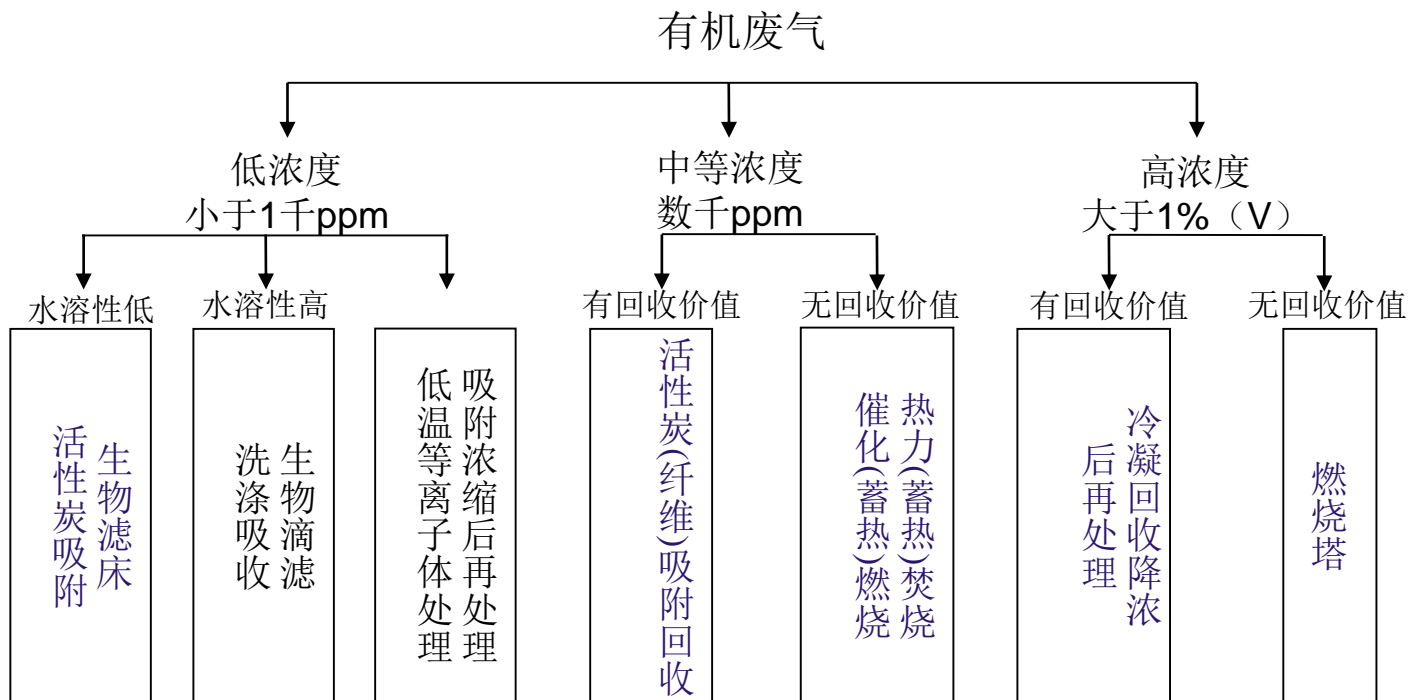 有机废气
低浓度
小于1千ppm
中等浓度
数千ppm
高浓度
大于1%（V）
水溶性低
水溶性高
有回收价值
无回收价值
有回收价值
无回收价值
生物滤床
活性炭吸附
生物滴滤
洗涤吸收
吸附浓缩后再处理
低温等离子体处理
活性炭(纤维)吸附回收
热力(蓄热)焚烧
催化(蓄热)燃烧
冷凝回收降浓
后再处理
燃烧塔